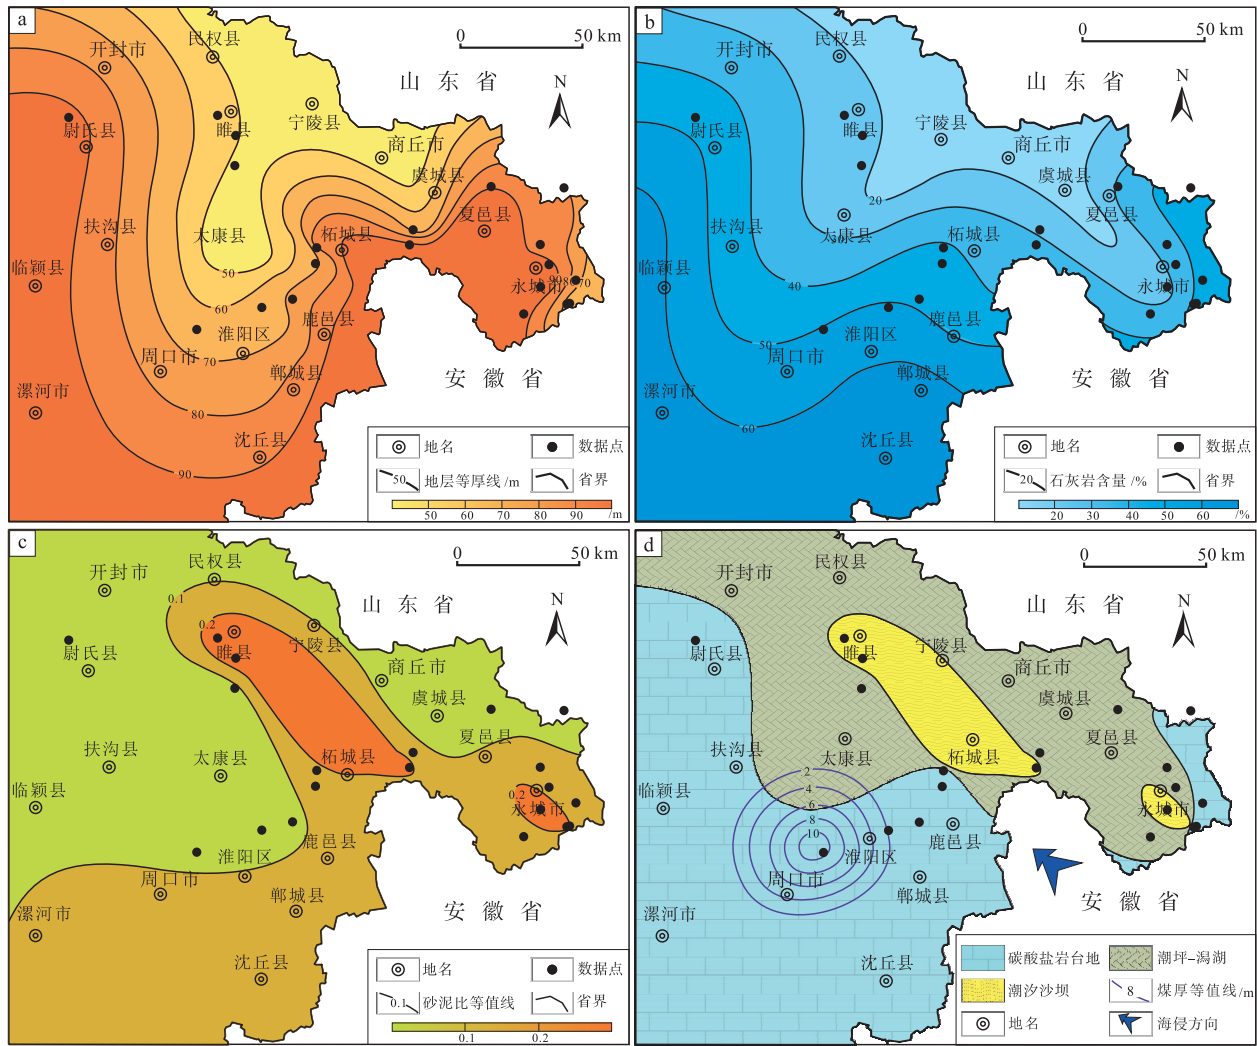 a
0 50 km
民权县
开封市
山东省
N
尉氏县
睢县
宁陵县
商丘市
虞城县
夏邑县
扶沟县
太康县
柘城县
临颍县
50
永城市
90 80 70
60
鹿邑县
淮阳区
70
周口市
郸城县
安徽省
漯河市
80
沈丘县
90
地名
数据点
50 地层等厚线/m
省界
50 60 70 80 90 /m
b
0 50 km
民权县
开封市
山东省
N
尉氏县
睢县
宁陵县
商丘市
虞城县
20
夏邑县
扶沟县
太康县
30
柘城县
临颍县
40
永城市
鹿邑县
淮阳区
50
周口市
郸城县
安徽省
漯河市
60
沈丘县
地名
数据点
20 石灰岩含量/%
省界
20 30 40 50 60 /%
c
0 50 km
民权县
开封市
0.1
山东省
N
0.2
尉氏县
睢县
宁陵县
商丘市
虞城县
夏邑县
扶沟县
太康县
柘城县
临颍县
0.2
永城市
鹿邑县
淮阳区
周口市
郸城县
安徽省
漯河市
沈丘县
地名
数据点
0.1 砂泥比等值线
省界
0.1 0.2
d
0 50 km
民权县
开封市
山东省
N
尉氏县
睢县
宁陵县
商丘市
虞城县
夏邑县
扶沟县
太康县
柘城县
2
临颍县
4
6
8
10
永城市
鹿邑县
淮阳区
周口市
郸城县
安徽省
漯河市
沈丘县
碳酸盐岩台地
潮坪–潟湖
潮汐沙坝
8 煤厚等值线/m
地名
海侵方向